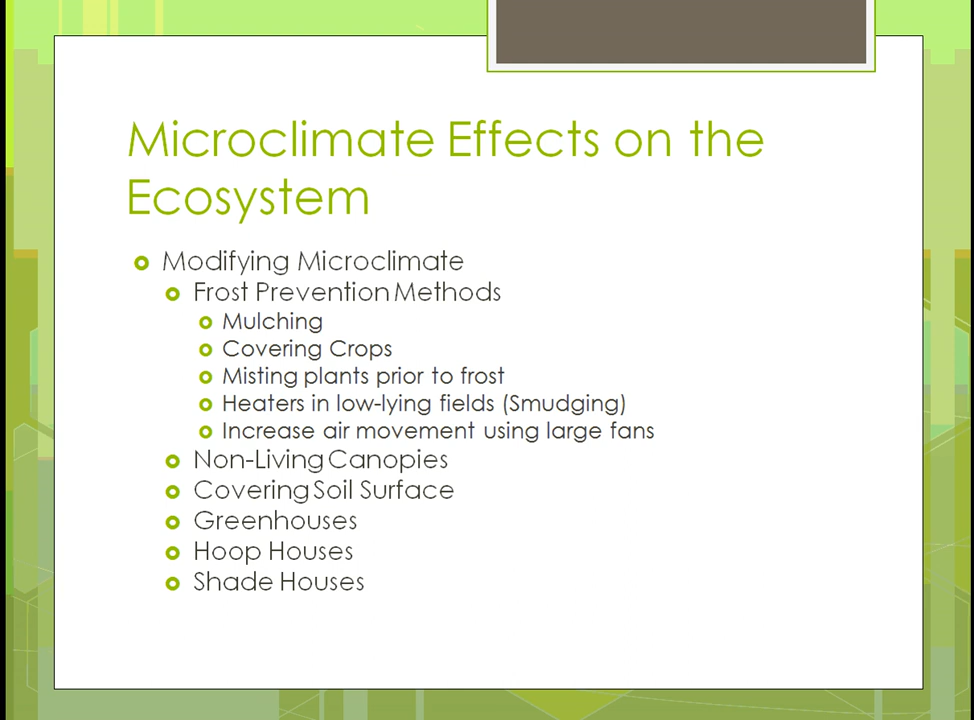 Microclimate Effects on the
Ecosystem
Modifying Microclimate
Frost Prevention Methods
Mulching
Covering Crops
Misting plants prior to frost
Heaters in low-lying fields (Smudging)
Increase air movement using large fans
Non-Living Canopies
Covering Soil Surface
Greenhouses
Hoop Houses
Shade Houses